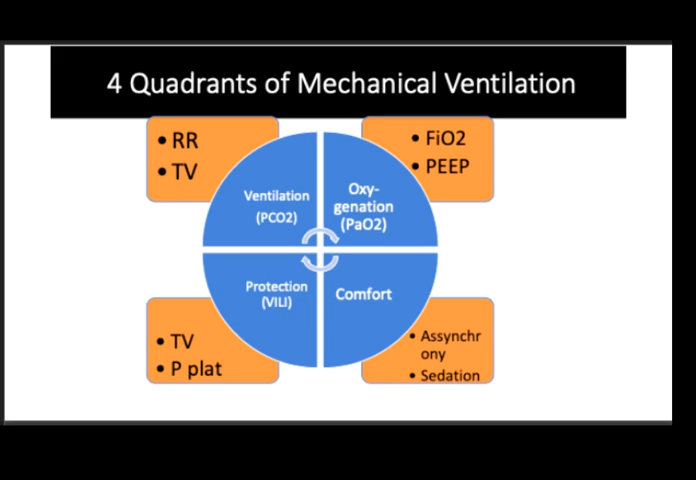 4 Quadrants of Mechanical Ventilation
• RR
• TV
• FiO2
• PEEP
Ventilation
(PCO2)
Oxy-
genation
(PaO2)
Protection
(VILI)
Comfort
• TV
• P plat
• Assynchr
ony
• Sedation